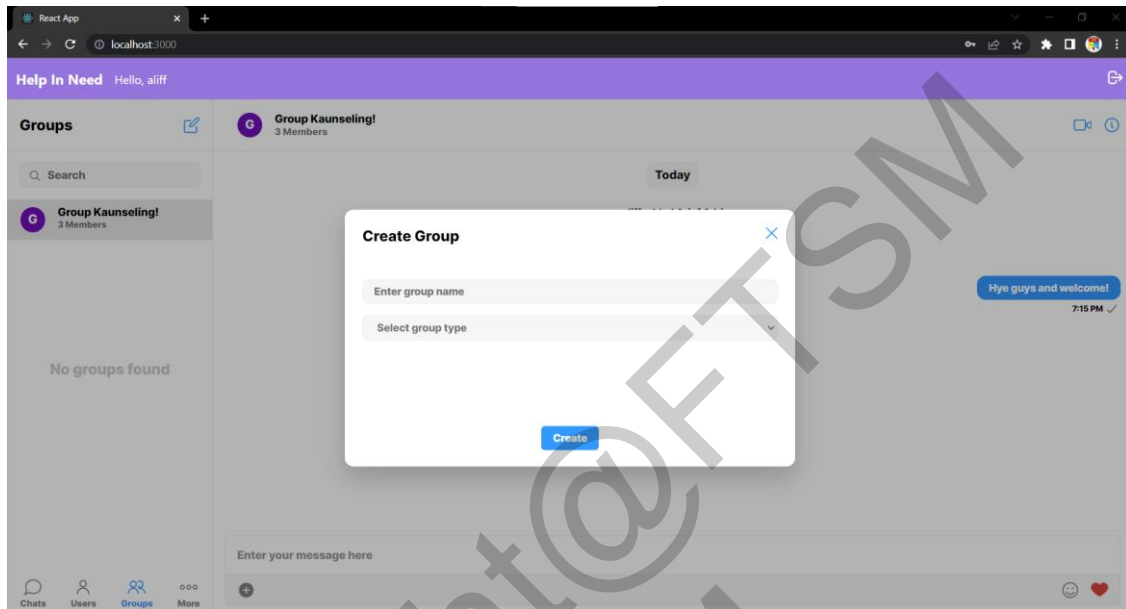 React App
localhost:3000
Help In Need Hello, aliff
Groups
Group Kaunseling!
3 Members
Search
Today
Group Kaunseling!
3 Members
Create Group
Enter group name
Hye guys and welcome!
7:15 PM
Select group type
No groups found
Create
Enter your message here
Chats Users Groups More
@FTSM